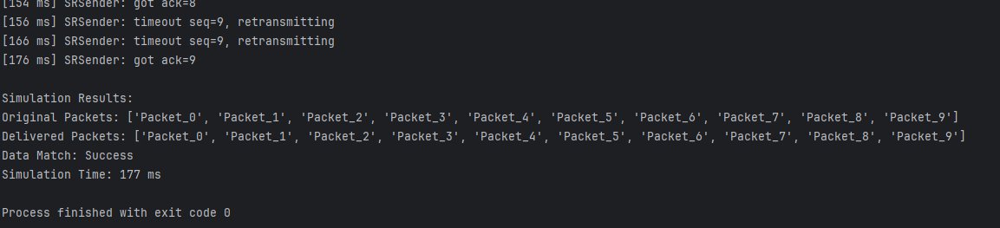 [154 ms] SRSender: got ack=8
[156 ms] SRSender: timeout seq=9, retransmitting
[166 ms] SRSender: timeout seq=9, retransmitting
[176 ms] SRSender: got ack=9
Simulation Results:
Original Packets: ['Packet_0', 'Packet_1', 'Packet_2', 'Packet_3', 'Packet_4', 'Packet_5', 'Packet_6', 'Packet_7', 'Packet_8', 'Packet_9']
Delivered Packets: ['Packet_0', 'Packet_1', 'Packet_2', 'Packet_3', 'Packet_4', 'Packet_5', 'Packet_6', 'Packet_7', 'Packet_8', 'Packet_9']
Data Match: Success
Simulation Time: 177 ms
Process finished with exit code 0